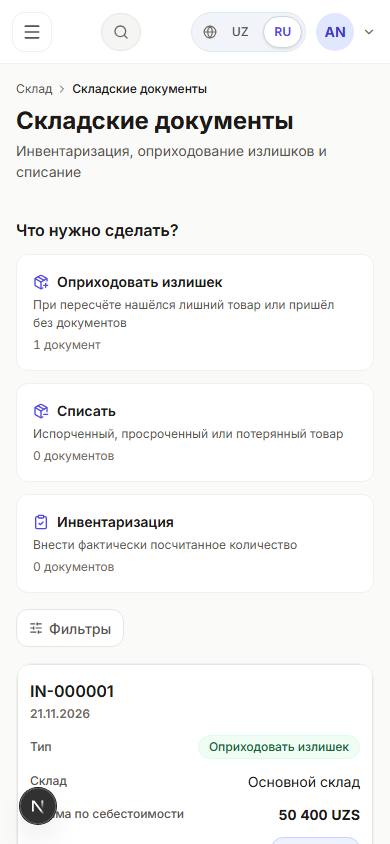 UZ RU AN
Склад > Складские документы
Складские документы
Инвентаризация, оприходование излишков и
списание
Что нужно сделать?
Оприходовать излишек
При пересчёте нашёлся лишний товар или пришёл
без документов
1 документ
Списать
Испорченный, просроченный или потерянный товар
0 документов
Инвентаризация
Внести фактически посчитанное количество
0 документов
Фильтры
IN-000001
21.11.2026
Тип Оприходовать излишек
Склад Основной склад
N
по себестоимости 50 400 UZS